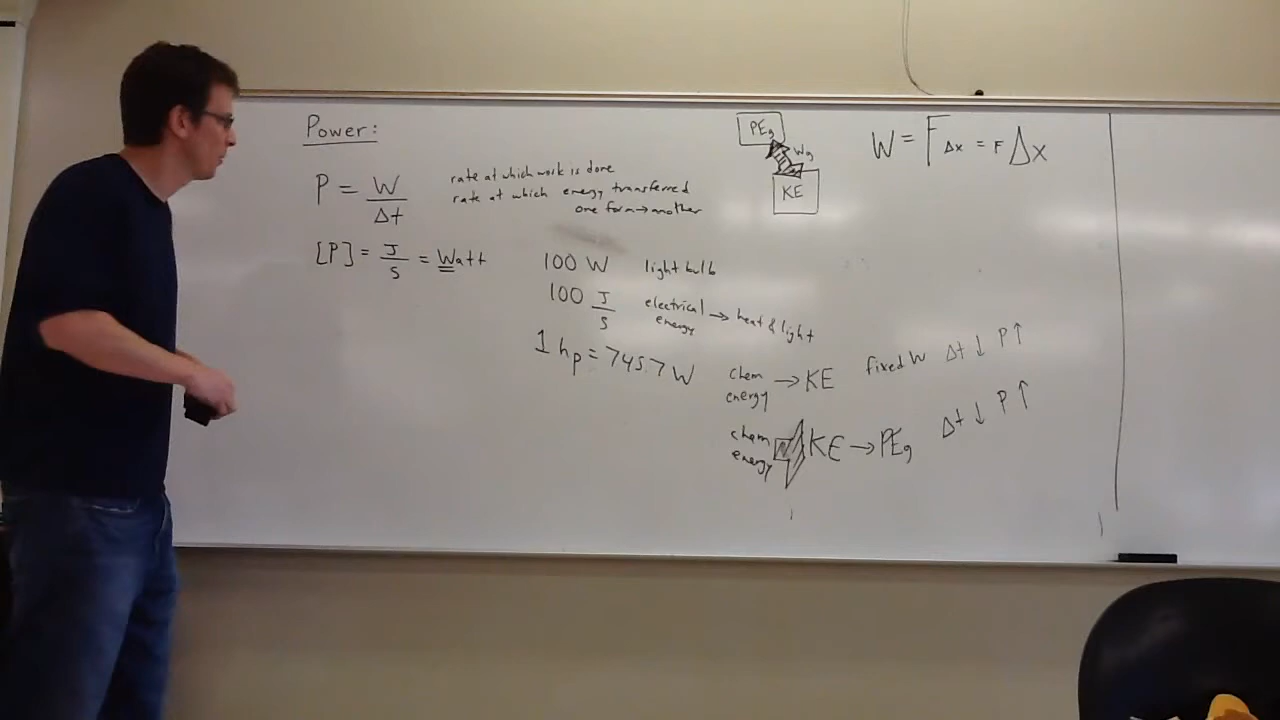 Power:
P = W / Δt
rate at which work is done
rate at which energy transferred
one form → another
[P] = J / s = Watt
100 W light bulb
100 J / s electrical energy → heat & light
1 hp = 745.7 W
chem energy → KE
fixed W Δt ↓ P ↑
chem energy KE → PEg
Δt ↓ P ↑
PEg
Wg
KE
W = F Δx = F Δx